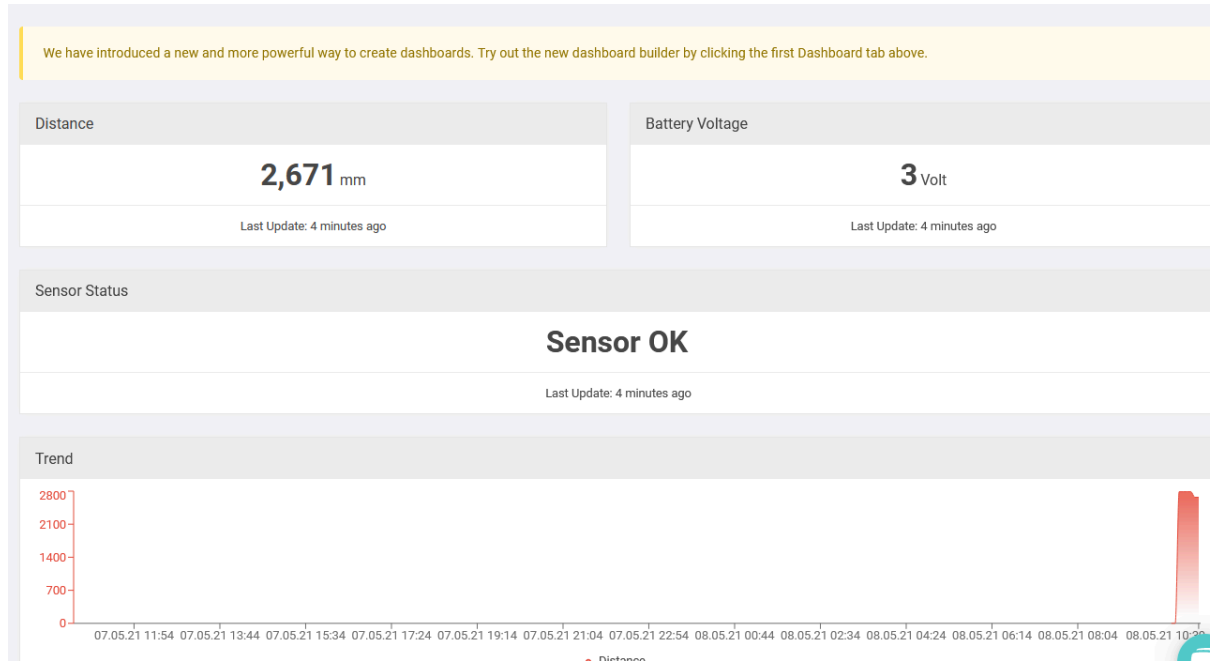 We have introduced a new and more powerful way to create dashboards. Try out the new dashboard builder by clicking the first Dashboard tab above.
Distance
2,671 mm
Last Update: 4 minutes ago
Battery Voltage
3 Volt
Last Update: 4 minutes ago
Sensor Status
Sensor OK
Last Update: 4 minutes ago
Trend
2800
2100
1400
700
0
07.05.21 11:54 07.05.21 13:44 07.05.21 15:34 07.05.21 17:24 07.05.21 19:14 07.05.21 21:04 07.05.21 22:54 08.05.21 00:44 08.05.21 02:34 08.05.21 04:24 08.05.21 06:14 08.05.21 08:04 08.05.21
Distance